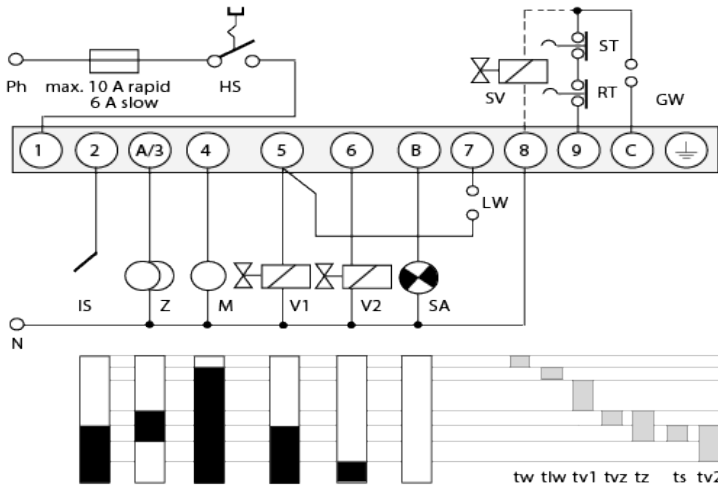 ST
Ph
max. 10 A rapid
6 A slow
HS
SV
RT
GW
1 2 A/3 4 5 6 B 7 8 9 C
LW
IS Z M V1 V2 SA
N
tw tlw tv1 tvz tz ts tv2